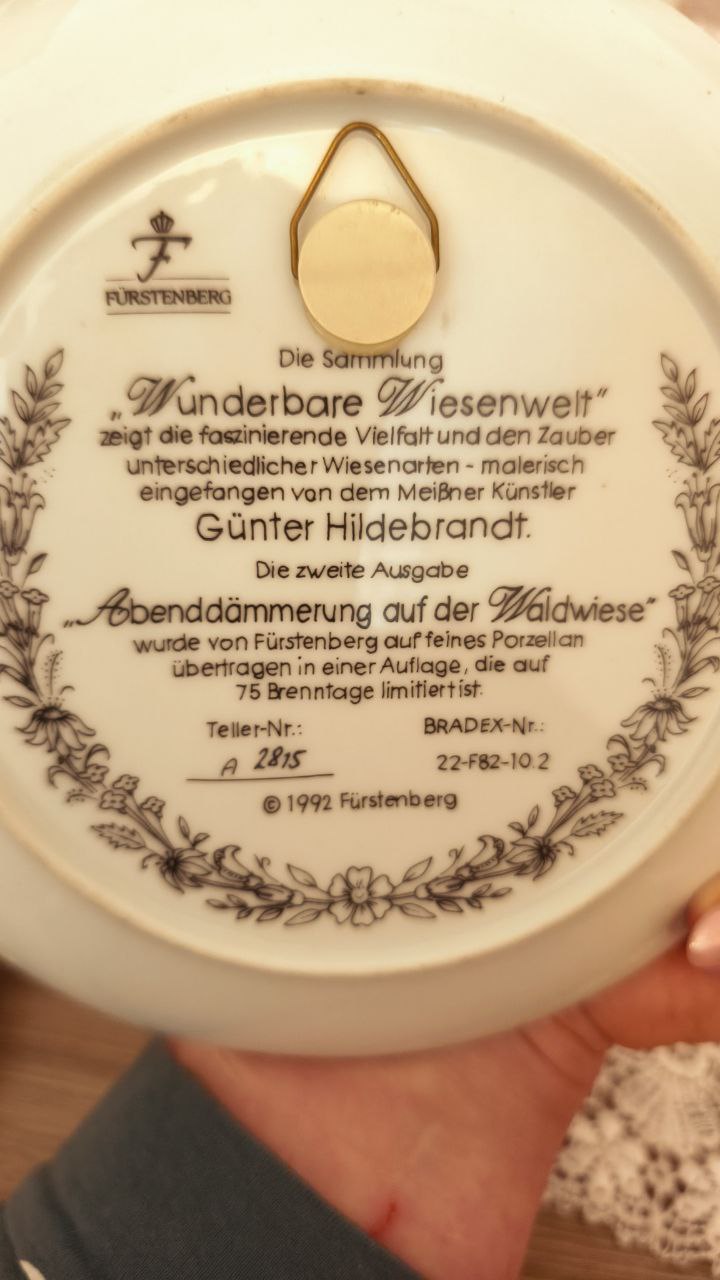 FÜRSTENBERG
Die Sammlung
„Wunderbare Wiesenwelt“
zeigt die faszinierende Vielfalt und den Zauber
unterschiedlicher Wiesenarten - malerisch
eingefangen von dem Meißner Künstler
Günter Hildebrandt.
Die zweite Ausgabe
„Abenddämmerung auf der Waldwiese“
wurde von Fürstenberg auf feines Porzellan
übertragen in einer Auflage, die auf
75 Brenntage limitiert ist.
Teller-Nr.: BRADEX-Nr.:
A 2815 22-F82-10.2
© 1992 Fürstenberg